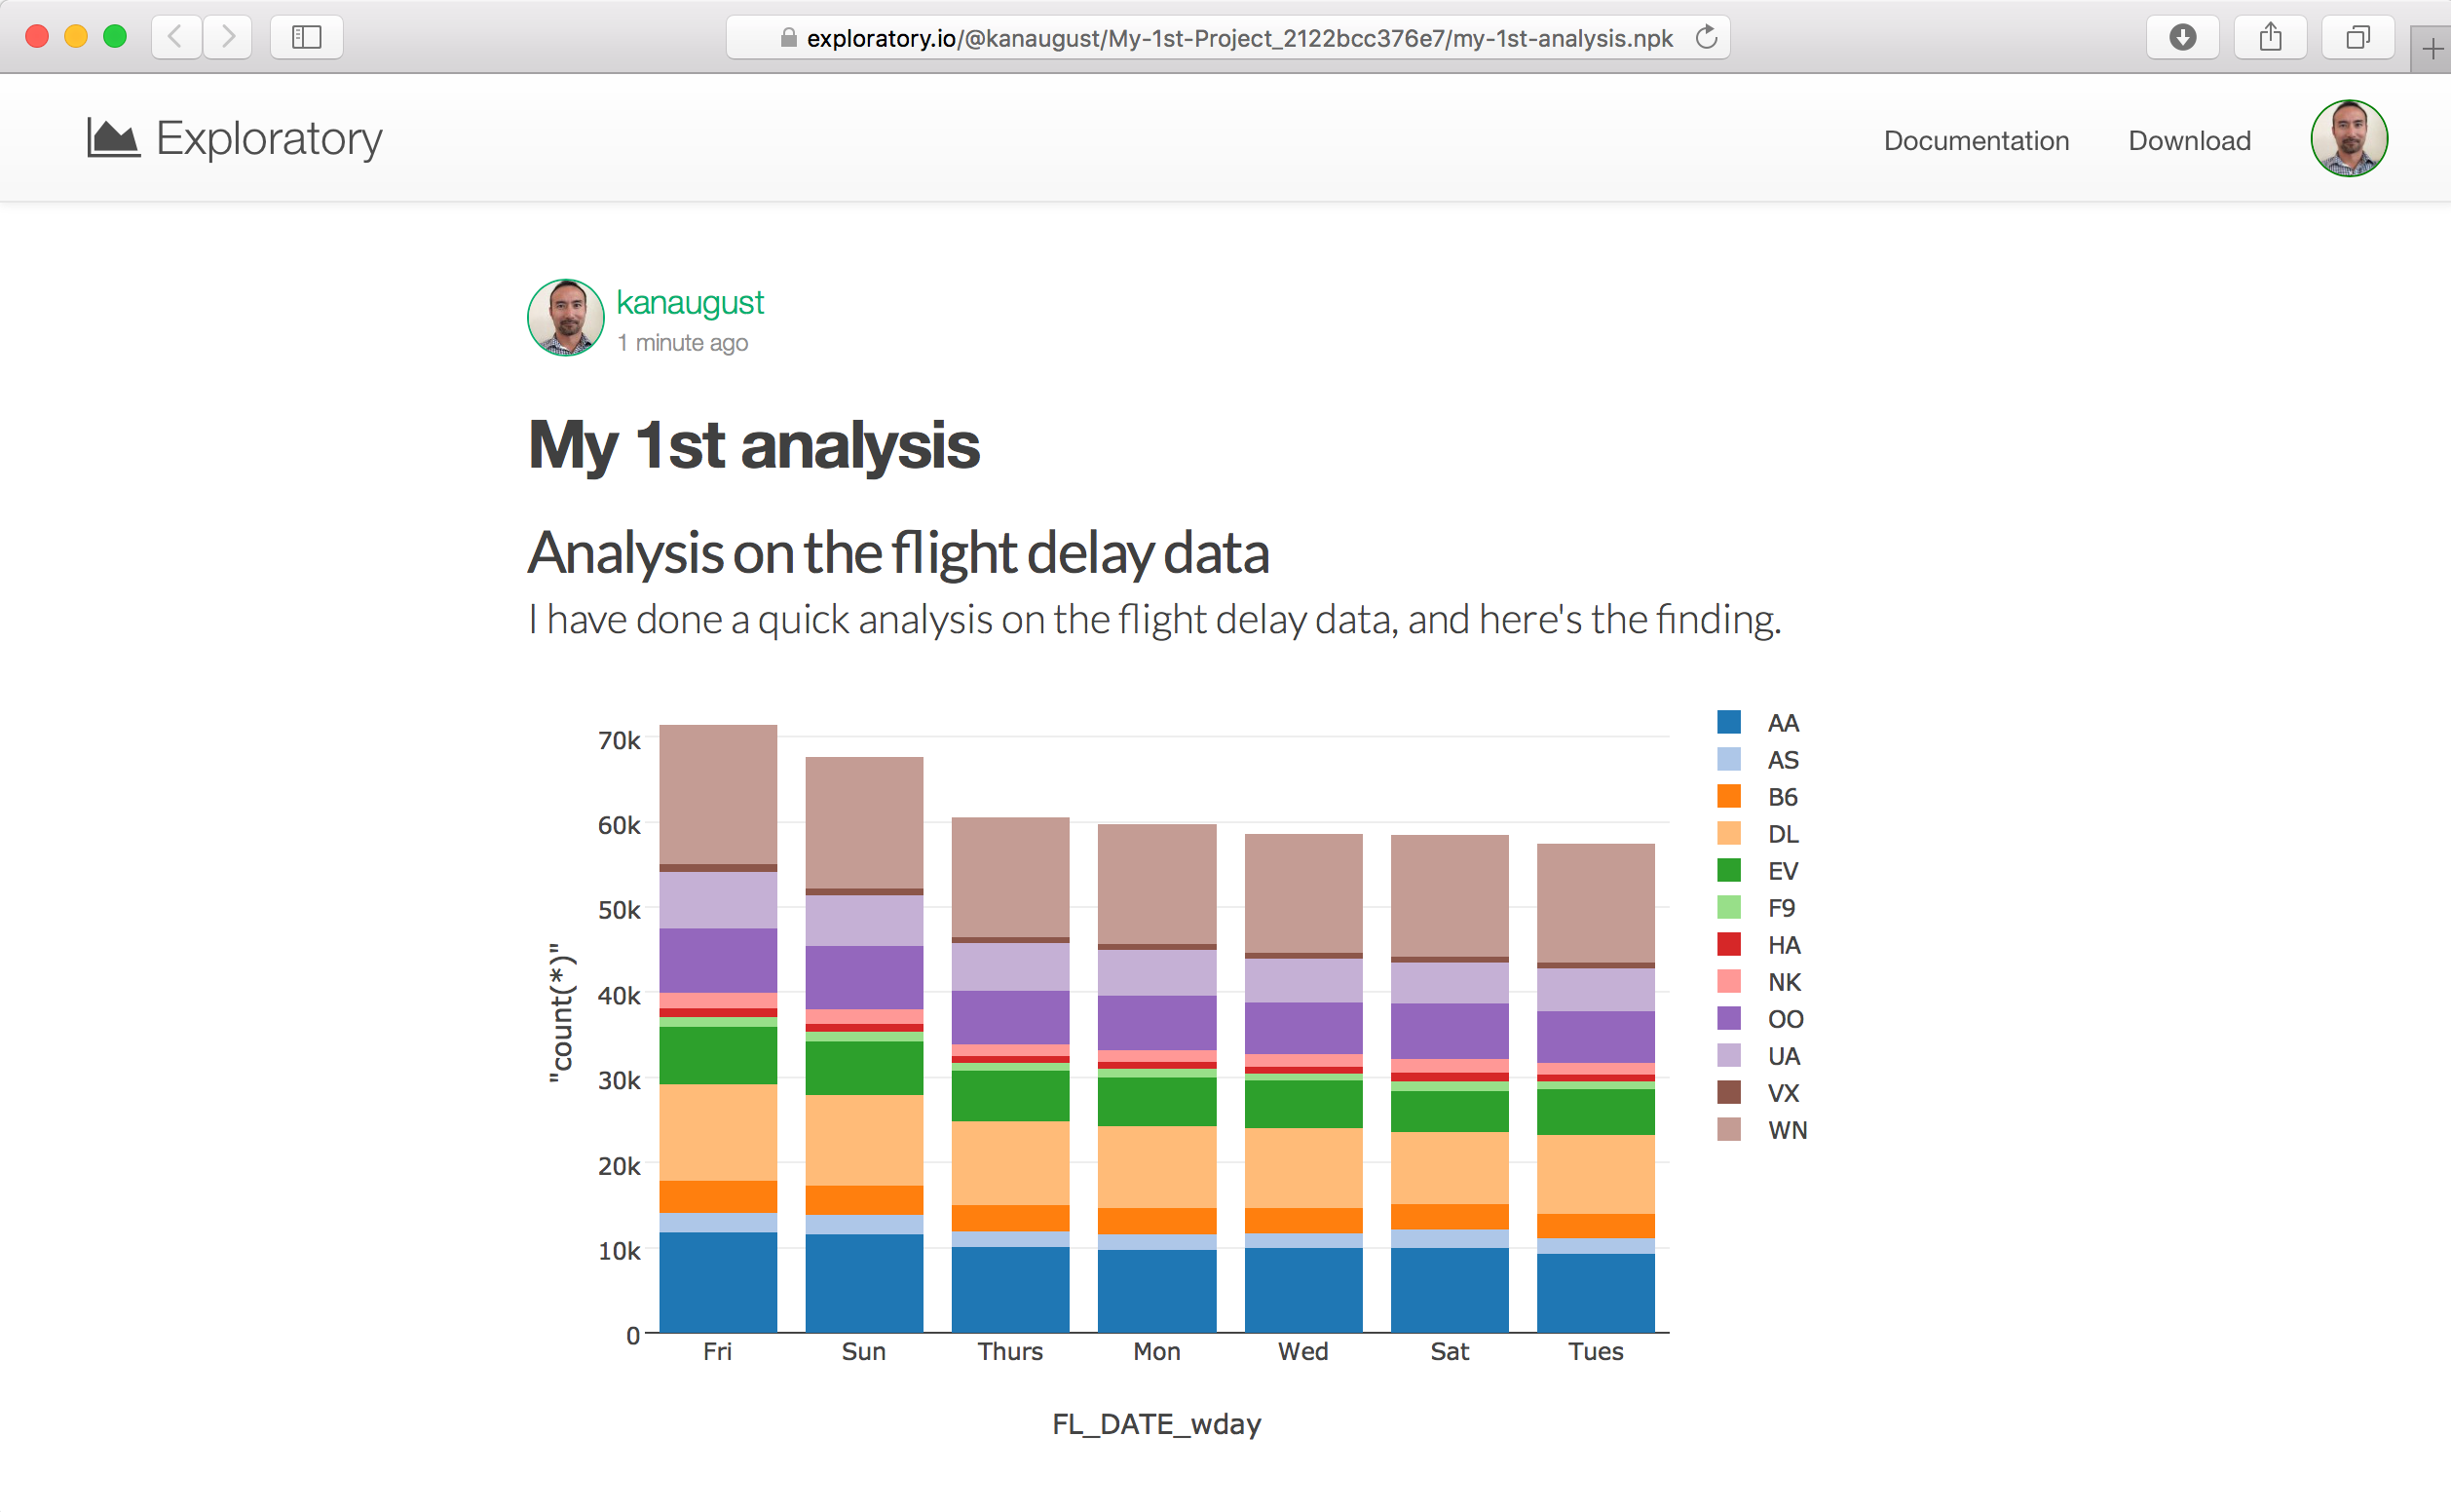 exploratory.io/@kanaugust/My-1st-Project_2122bcc376e7/my-1st-analysis.npk
Exploratory
Documentation
Download
kanaugust
1 minute ago
My 1st analysis
Analysis on the flight delay data
I have done a quick analysis on the flight delay data, and here's the finding.
70k
60k
50k
40k
30k
20k
10k
0
"count(*)"
Fri
Sun
Thurs
Mon
Wed
Sat
Tues
FL_DATE_wday
AA
AS
B6
DL
EV
F9
HA
NK
OO
UA
VX
WN